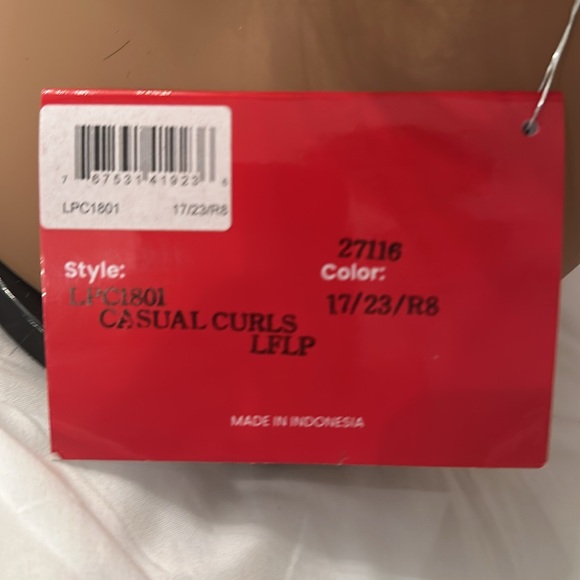 7 67531 41923 6
LPC1801 17/23/R8
27116
Style: Color:
LPC1801 17/23/R8
CASUAL CURLS
LFLP
MADE IN INDONESIA